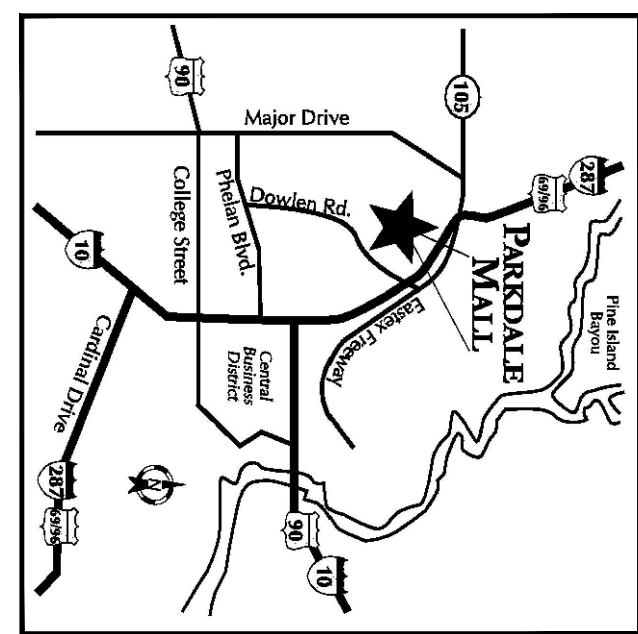 90
Major Drive
105
287
69/96
Phelan Blvd.
Dowlen Rd.
College Street
PARKDALE
MALL
Pine Island
Bayou
10
Eastex Freeway
Cardinal Drive
Central
Business
District
287
69/96
N
90
10